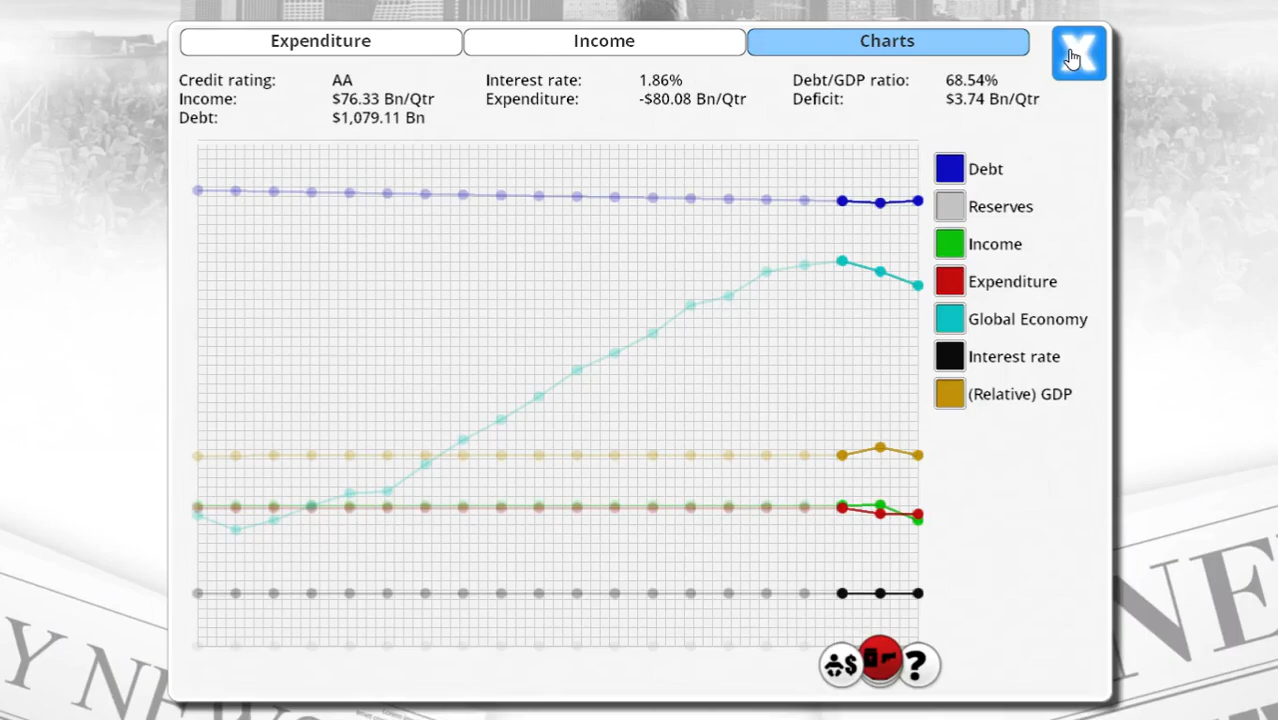 Expenditure
Income
Charts
X
Credit rating: AA
Interest rate: 1.86%
Debt/GDP ratio: 68.54%
Income: $76.33 Bn/Qtr
Expenditure: -$80.08 Bn/Qtr
Deficit: $3.74 Bn/Qtr
Debt: $1,079.11 Bn
Debt
Reserves
Income
Expenditure
Global Economy
Interest rate
(Relative) GDP
$
?
Y NEWS
NE